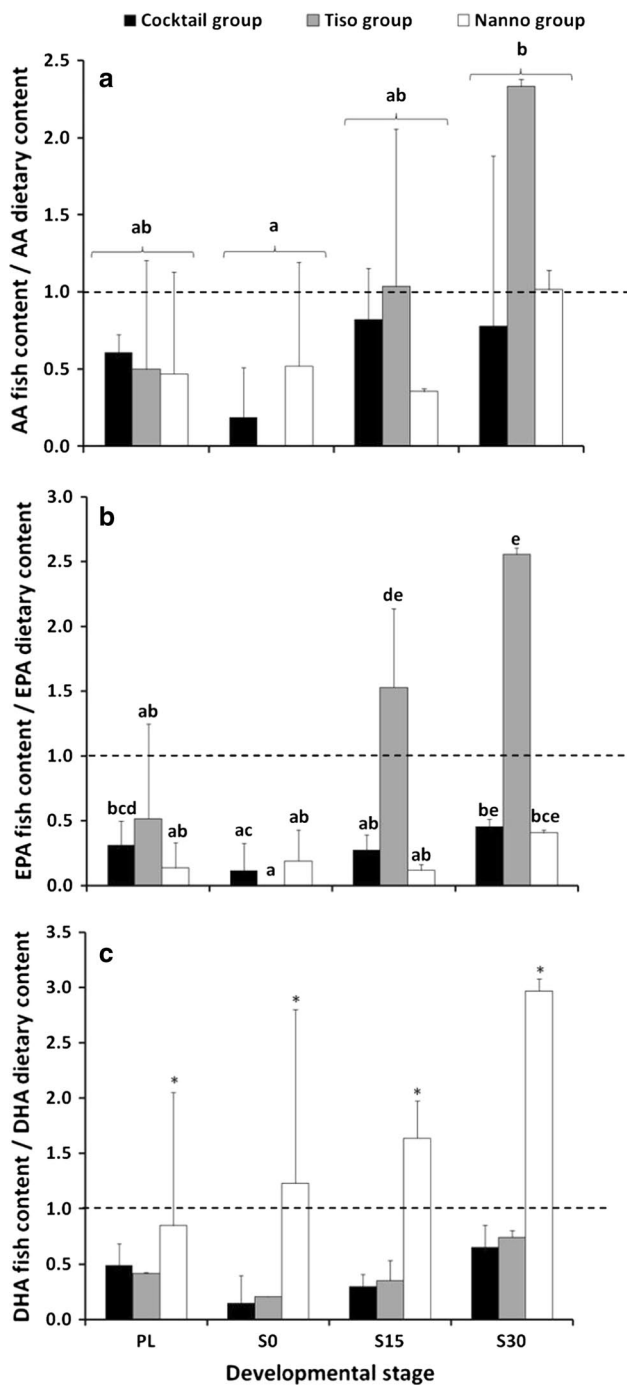 Cocktail group Tiso group Nanno group
a
AA fish content / AA dietary content
2.5
2.0
1.5
1.0
0.5
0.0
ab
a
ab
b
b
EPA fish content / EPA dietary content
3.0
2.5
2.0
1.5
1.0
0.5
0.0
bcd
ab
ab
ac
a
ab
ab
de
ab
be
e
bce
c
DHA fish content / DHA dietary content
3.5
3.0
2.5
2.0
1.5
1.0
0.5
0.0
*
*
*
*
PL S0 S15 S30
Developmental stage